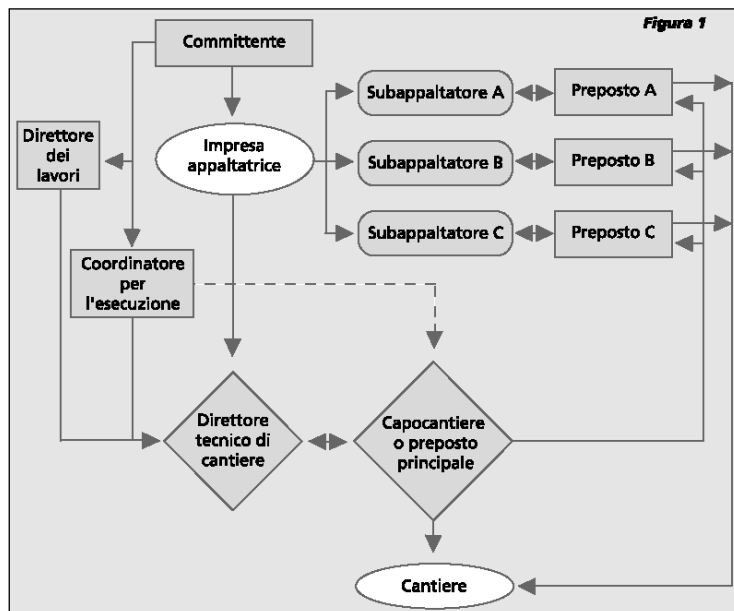 Figura 1
Committente
Subappaltatore A
Preposto A
Direttore
dei
lavori
Impresa
appaltatrice
Subappaltatore B
Preposto B
Subappaltatore C
Preposto C
Coordinatore
per
l'esecuzione
Direttore
tecnico di
cantiere
Capocantiere
o preposto
principale
Cantiere